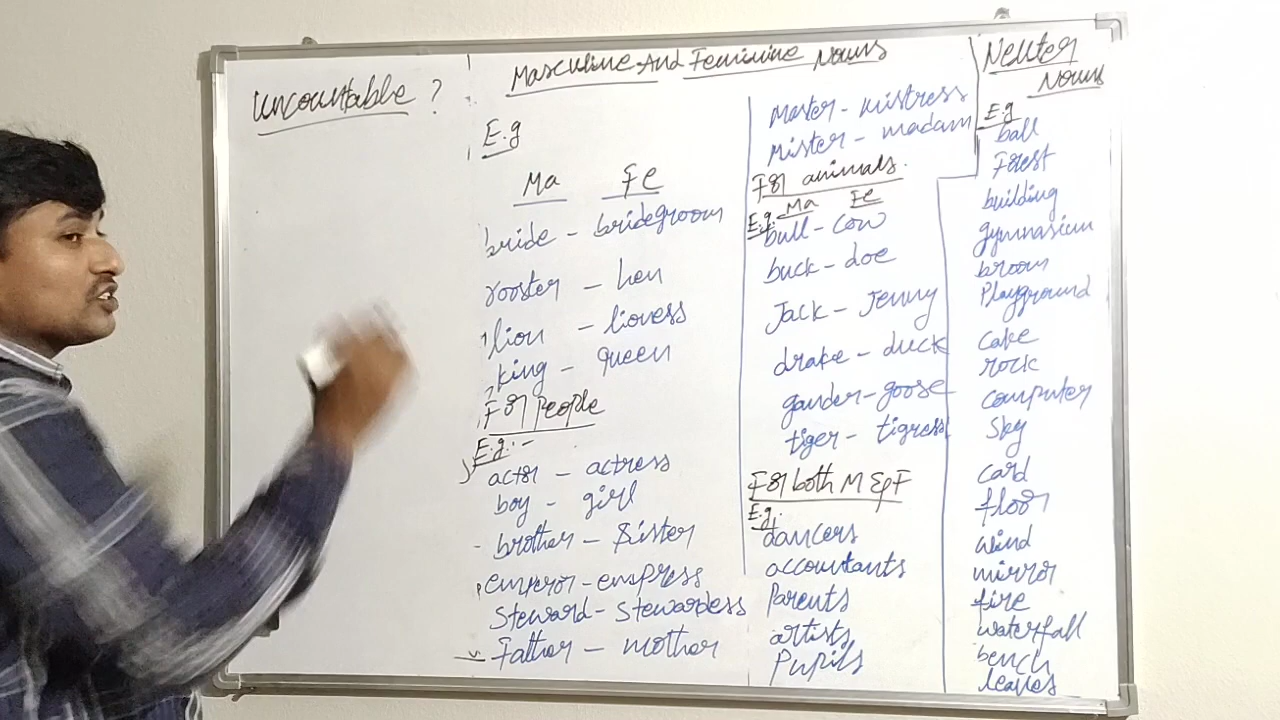 Uncountable ?
Masculine And Feminine Nouns
E.g
Ma Fe
bride - bridegroom
rooster - hen
lion - lioness
king - queen
For People
E.g:-
actor - actress
boy - girl
brother - Sister
emperor - empress
Steward - Stewardess
Father - mother
Master - mistress
Mister - madam
For animals.
E.g. Ma Fe
bull - cow
buck - doe
Jack - Jenny
drake - duck
gander - goose
tiger - tigress
For both M & F
E.g:
dancers
accountants
Parents
artists
Pupils
Neuter
Nouns
E.g
ball
Forest
building
gymnasium
broom
Playground
cake
rock
computer
Sky
card
floor
wind
mirror
fire
waterfall
bench
leaves